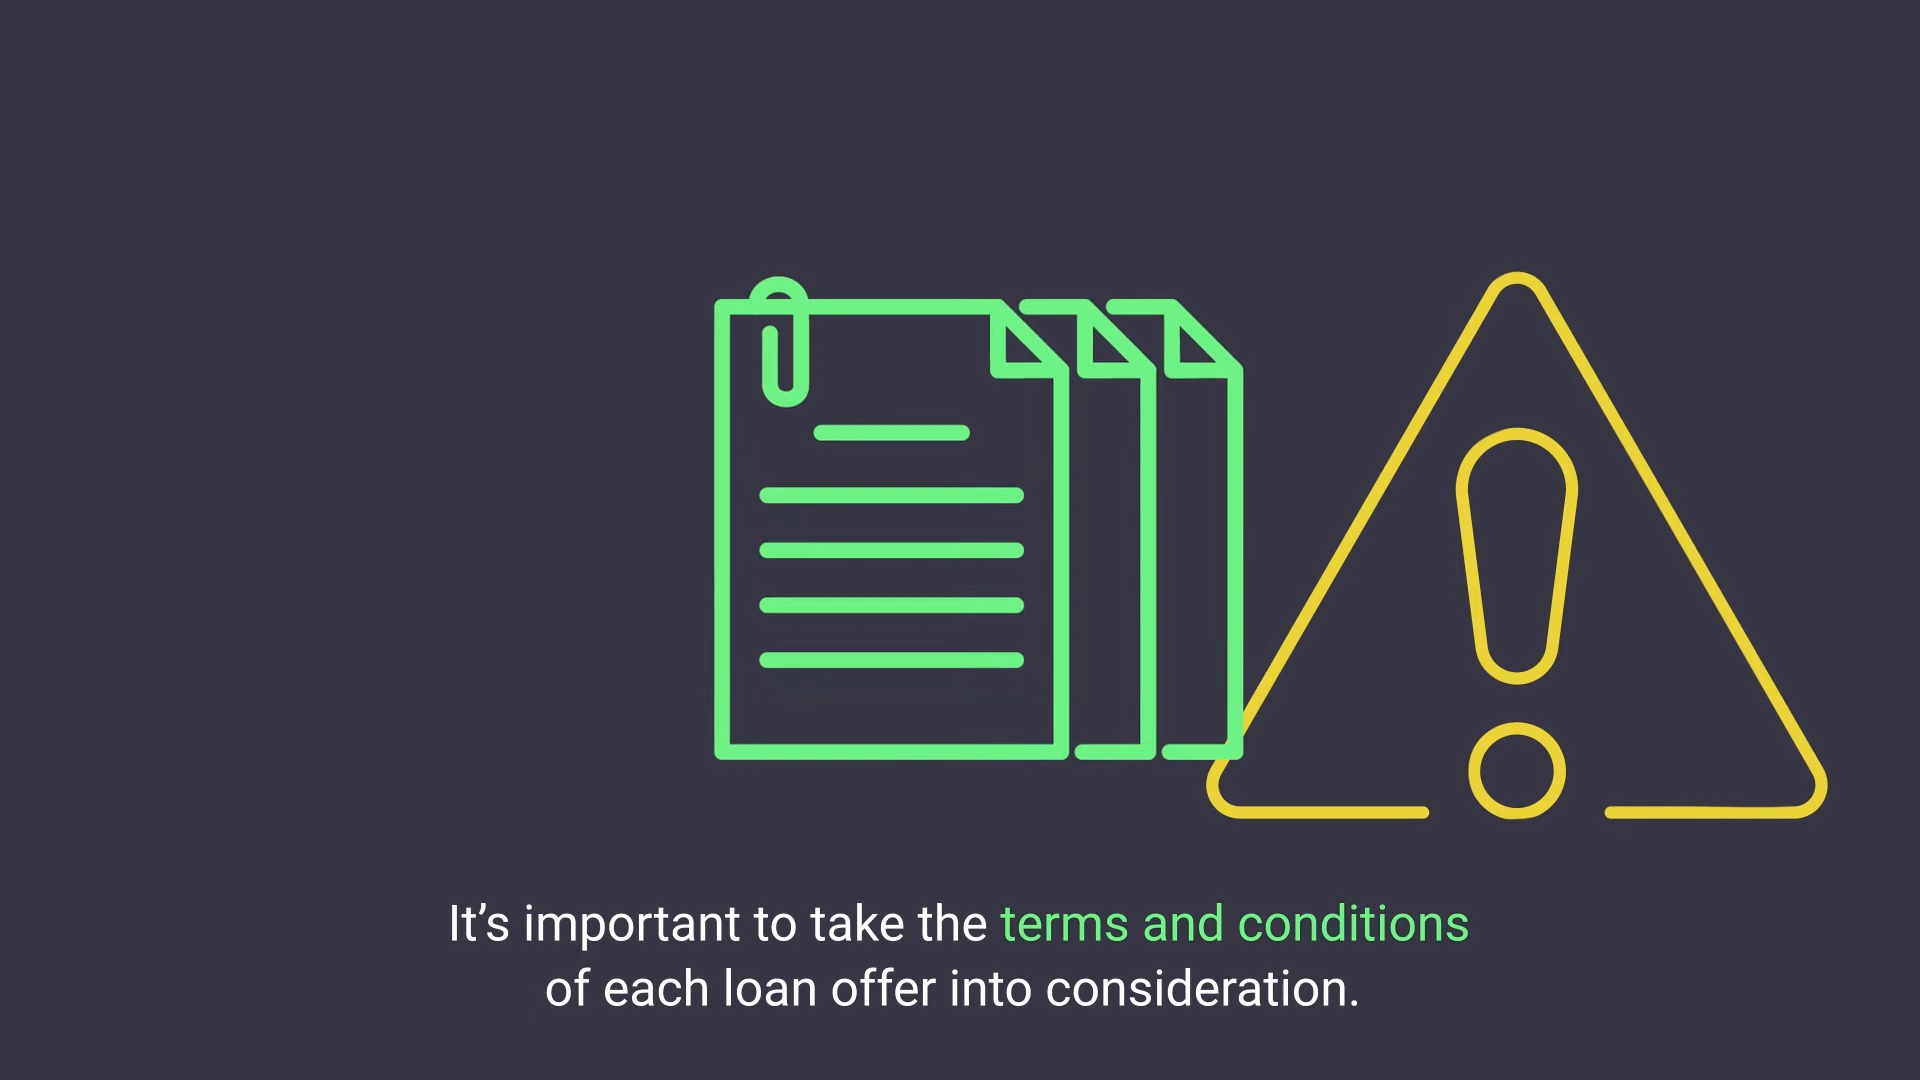 It’s important to take the terms and conditions
of each loan offer into consideration.